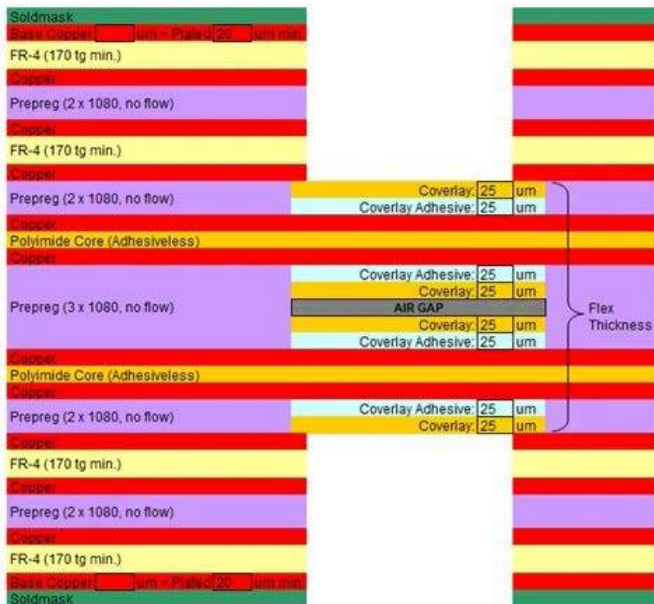 Soldmask
Base Copper um + Plated 20 um min.
FR-4 (170 tg min.)
Copper
Prepreg (2 x 1080, no flow)
Copper
FR-4 (170 tg min.)
Copper
Coverlay: 25 um
Prepreg (2 x 1080, no flow)
Coverlay Adhesive: 25 um
Copper
Polyimide Core (Adhesiveless)
Copper
Coverlay Adhesive: 25 um
Coverlay: 25 um
Prepreg (3 x 1080, no flow)
AIR GAP
Flex
Thickness
Coverlay: 25 um
Coverlay Adhesive: 25 um
Copper
Polyimide Core (Adhesiveless)
Copper
Coverlay Adhesive: 25 um
Prepreg (2 x 1080, no flow)
Coverlay: 25 um
Copper
FR-4 (170 tg min.)
Copper
Prepreg (2 x 1080, no flow)
Copper
FR-4 (170 tg min.)
Base Copper um + Plated 20 um min.
Soldmask